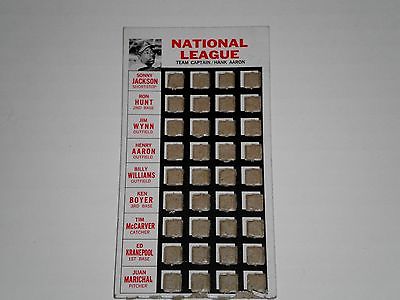 NATIONAL
LEAGUE
TEAM CAPTAIN/HANK AARON
SONNY
JACKSON
SHORTSTOP
RON
HUNT
2ND BASE
JIM
WYNN
OUTFIELD
HENRY
AARON
OUTFIELD
BILLY
WILLIAMS
OUTFIELD
KEN
BOYER
3RD BASE
TIM
McCARVER
CATCHER
ED
KRANEPOOL
1ST BASE
JUAN
MARICHAL
PITCHER